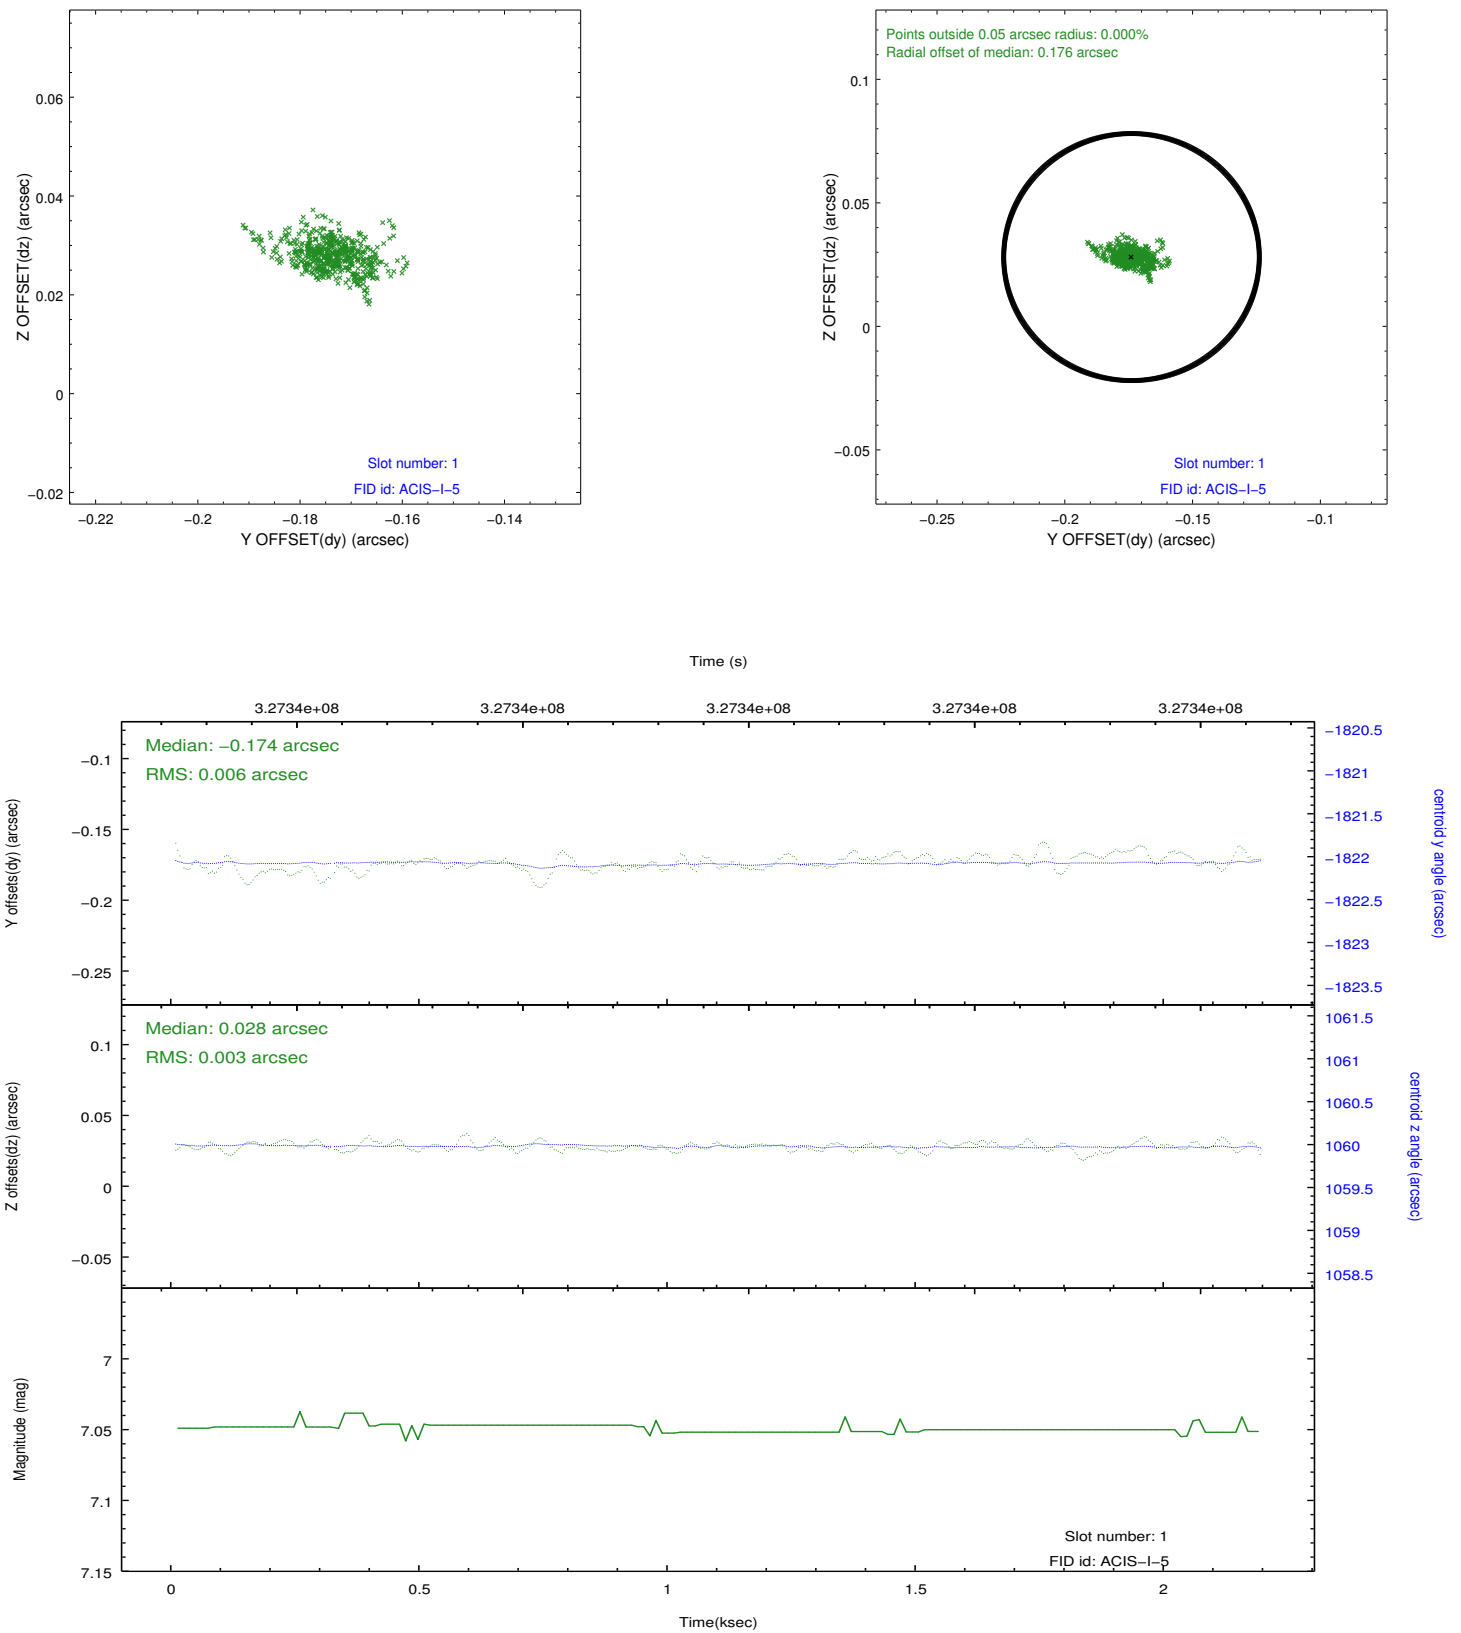 0.06
0.04
0.02
0
−0.02
Z OFFSET(dz) (arcsec)
Slot number: 1
FID id: ACIS−I−5
−0.22 −0.2 −0.18 −0.16 −0.14
Y OFFSET(dy) (arcsec)
Points outside 0.05 arcsec radius: 0.000%
Radial offset of median: 0.176 arcsec
0.1
0.05
0
−0.05
Z OFFSET(dz) (arcsec)
Slot number: 1
FID id: ACIS−I−5
−0.25 −0.2 −0.15 −0.1
Y OFFSET(dy) (arcsec)
Time (s)
3.2734e+08 3.2734e+08 3.2734e+08 3.2734e+08 3.2734e+08
Median: −0.174 arcsec
RMS: 0.006 arcsec
−0.1
−0.15
−0.2
−0.25
Y offsets(dy) (arcsec)
−1820.5
−1821
−1821.5
−1822
−1822.5
−1823
−1823.5
centroid y angle (arcsec)
Median: 0.028 arcsec
RMS: 0.003 arcsec
0.1
0.05
0
−0.05
Z offsets(dz) (arcsec)
1061.5
1061
1060.5
1060
1059.5
1059
1058.5
centroid z angle (arcsec)
7
7.05
7.1
7.15
Magnitude (mag)
Slot number: 1
FID id: ACIS−I−5
0 0.5 1 1.5 2
Time(ksec)